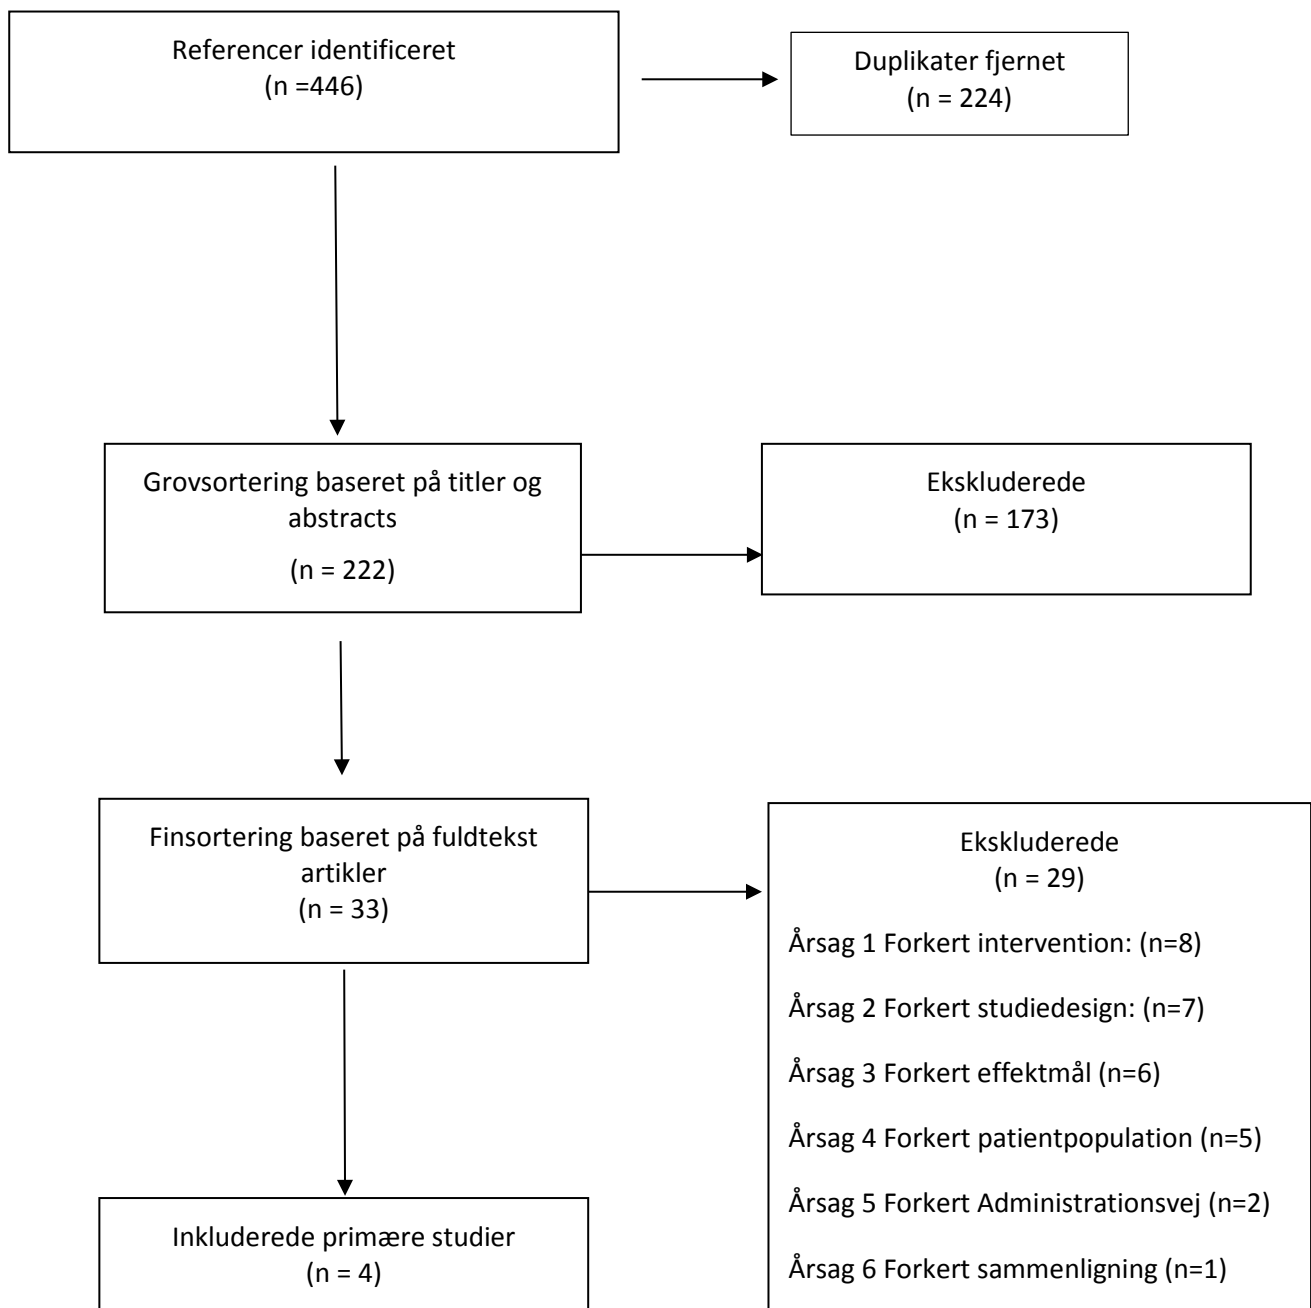 Referencer identificeret
(n =446)
Duplikater fjernet
(n = 224)
Grovsortering baseret på titler og
abstracts
(n = 222)
Ekskluderede
(n = 173)
Finsortering baseret på fuldtekst
artikler
(n = 33)
Ekskluderede
(n = 29)
Årsag 1 Forkert intervention: (n=8)
Årsag 2 Forkert studiedesign: (n=7)
Årsag 3 Forkert effektmål (n=6)
Årsag 4 Forkert patientpopulation (n=5)
Årsag 5 Forkert Administrationsvej (n=2)
Årsag 6 Forkert sammenligning (n=1)
Inkluderede primære studier
(n = 4)